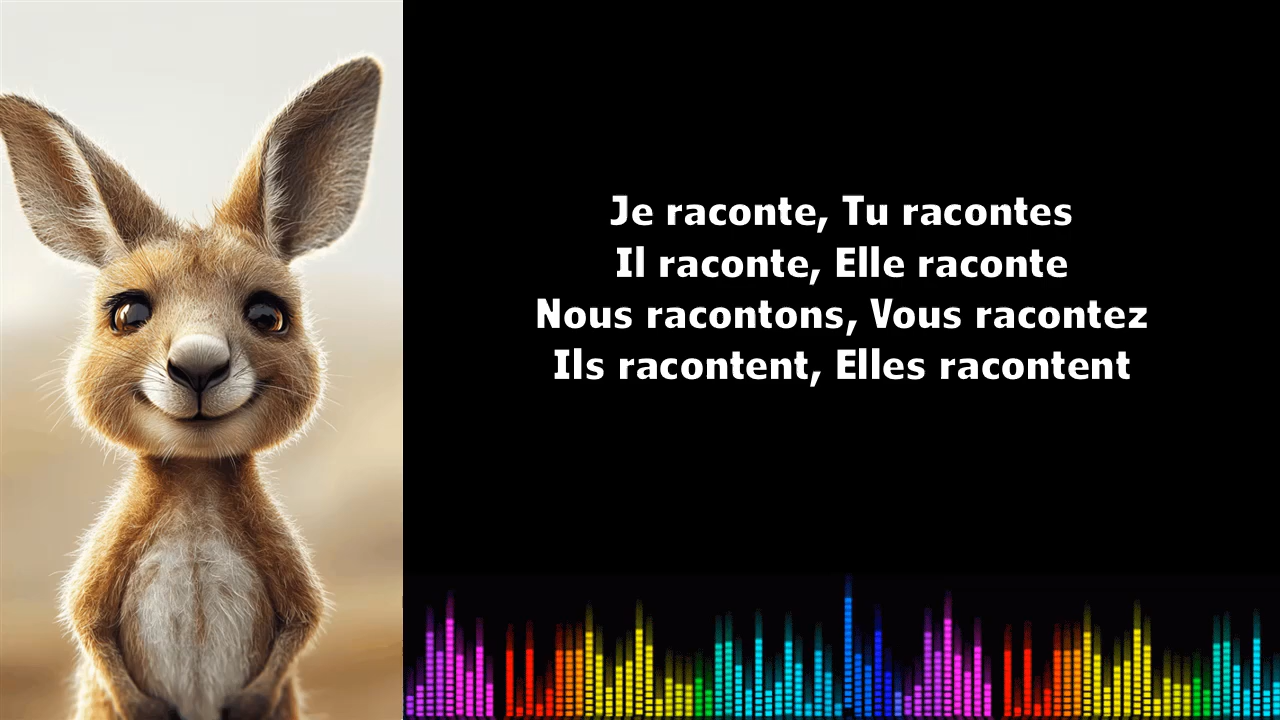 Je raconte, Tu racontes
Il raconte, Elle raconte
Nous racontons, Vous racontez
Ils racontent, Elles racontent